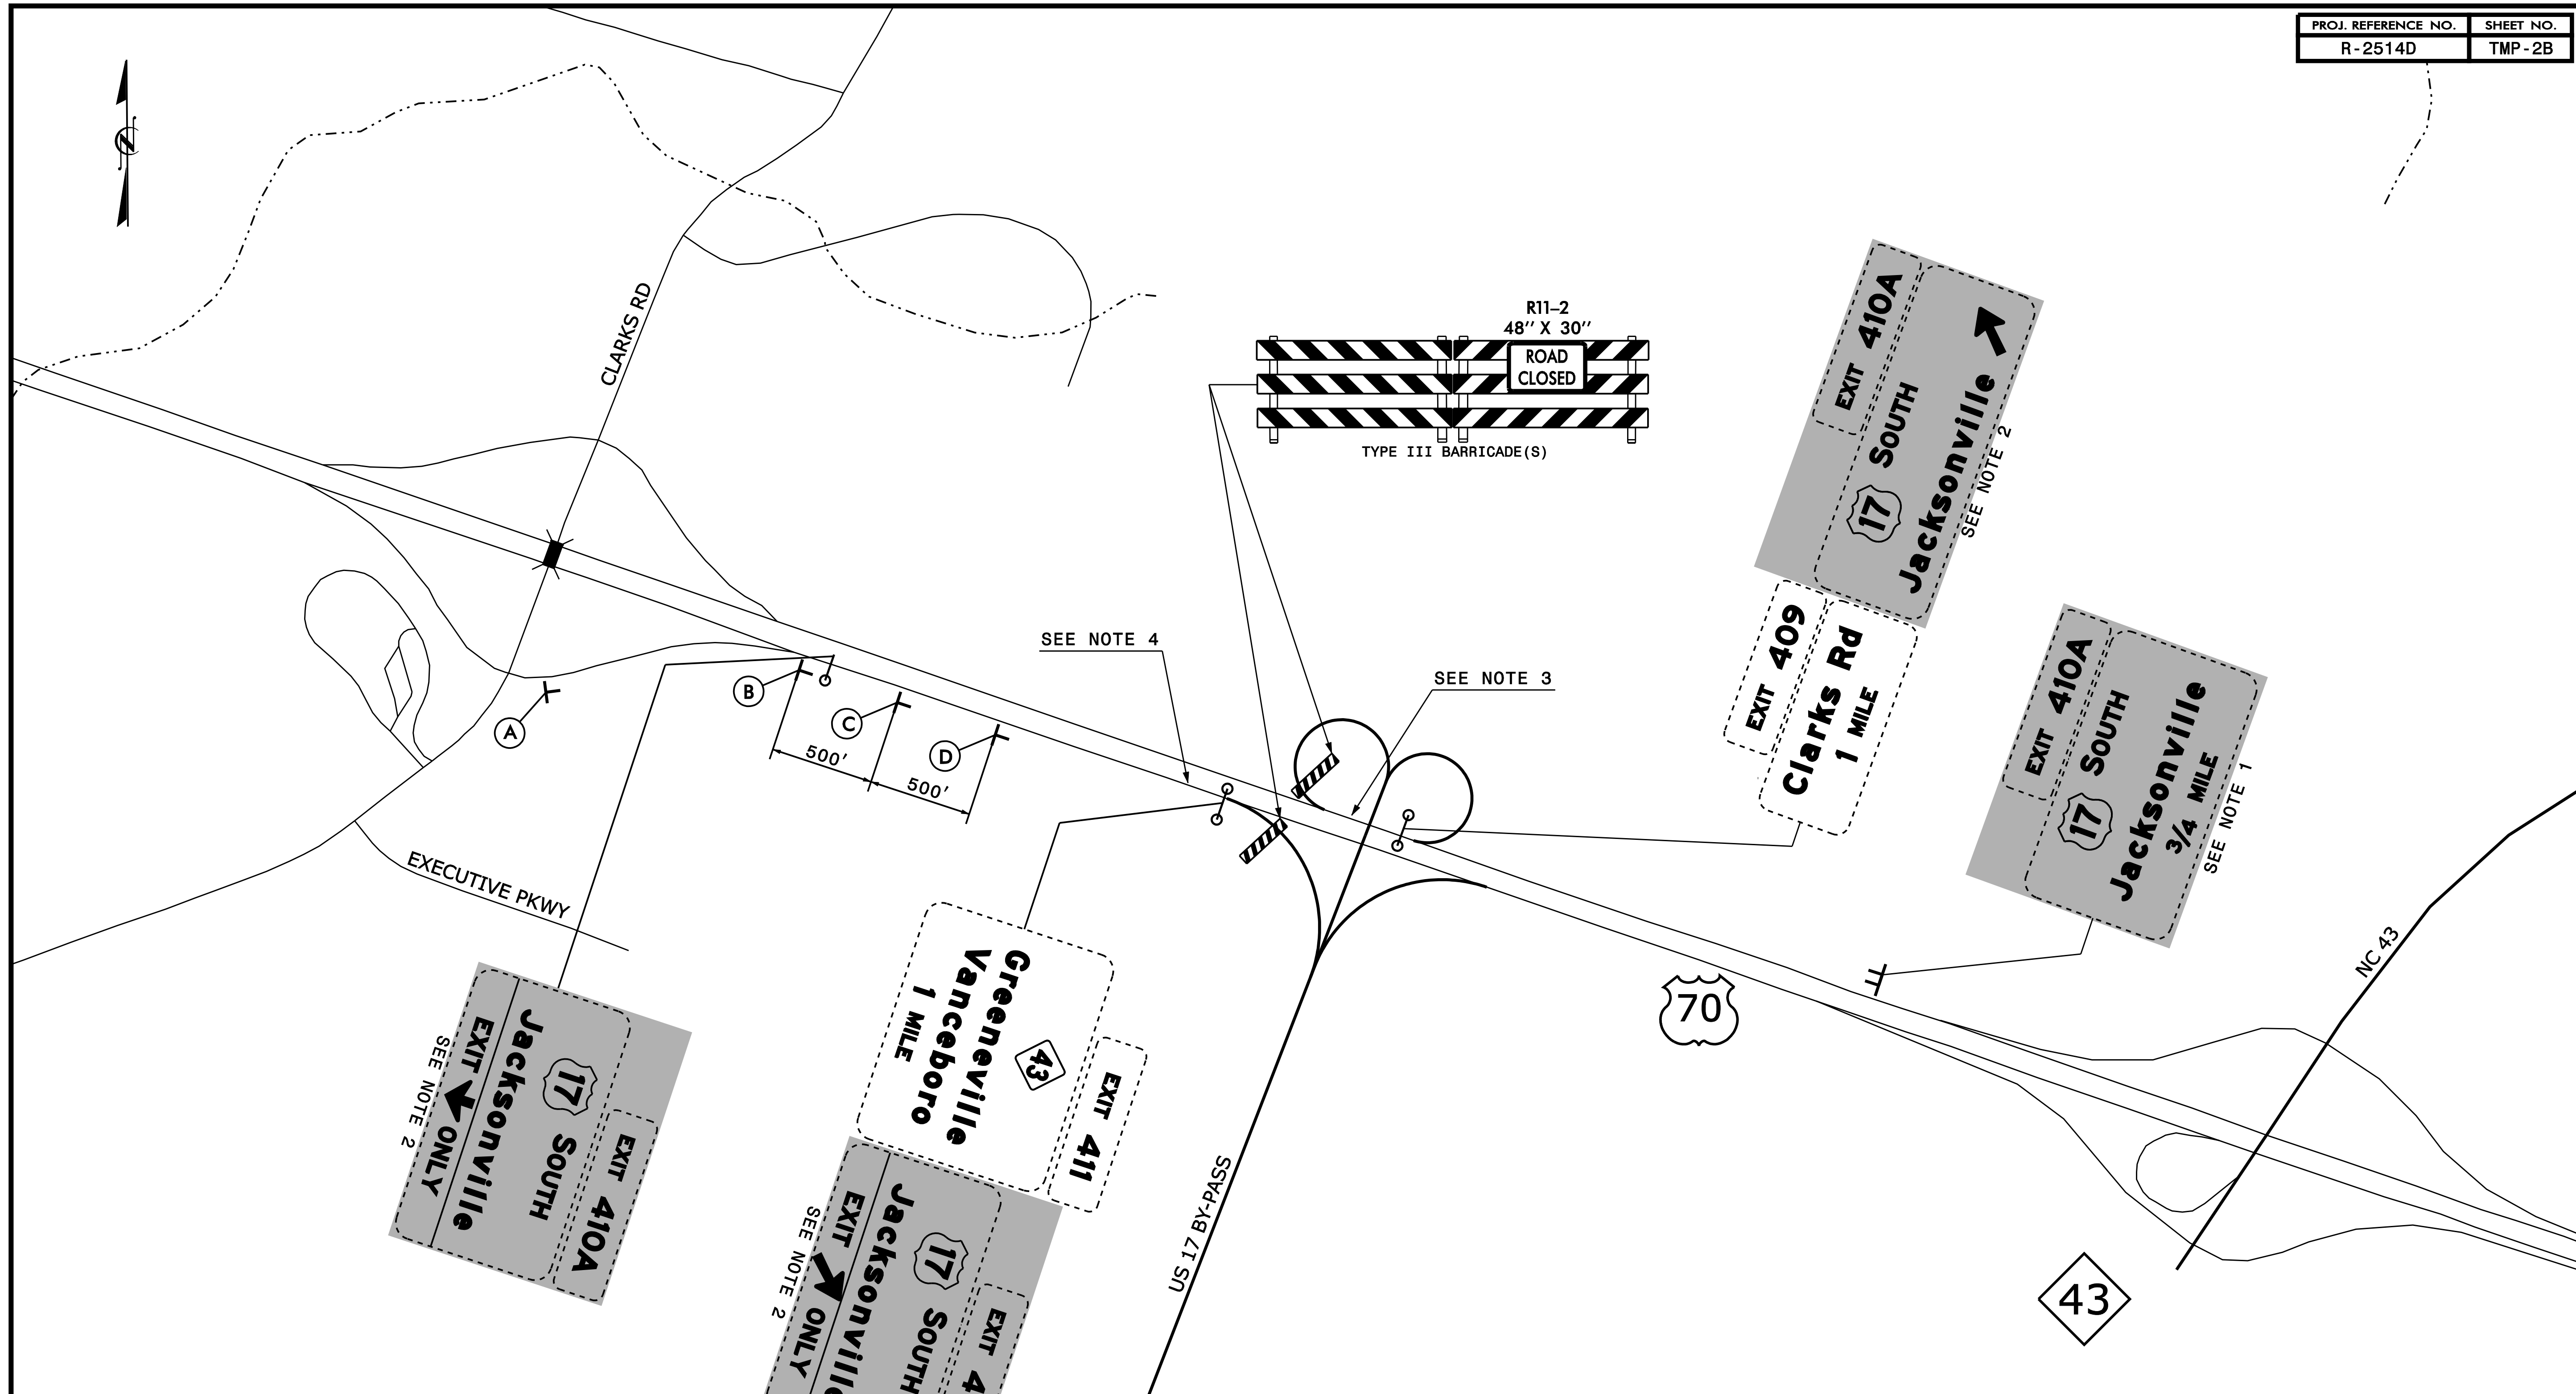 PROJ. REFERENCE NO. SHEET NO.
R-2514D TMP-2B
N
CLARKS RD
R11–2
48'' X 30''
ROAD
CLOSED
TYPE III BARRICADE(S)
EXIT 410A
17 SOUTH
Jacksonville
SEE NOTE 2
EXIT 409
Clarks Rd
1 MILE
EXIT 410A
17 SOUTH
Jacksonville
3/4 MILE
SEE NOTE 1
SEE NOTE 4
SEE NOTE 3
A
B
C
D
500'
500'
EXECUTIVE PKWY
EXIT 410A
17 SOUTH
Jacksonville
EXIT ONLY
SEE NOTE 2
EXIT 411
43
Greeneville
Vanceboro
1 MILE
EXIT 4
17 SOUTH
Jacksonville
EXIT ONLY
SEE NOTE 2
US 17 BY-PASS
70
NC 43
43